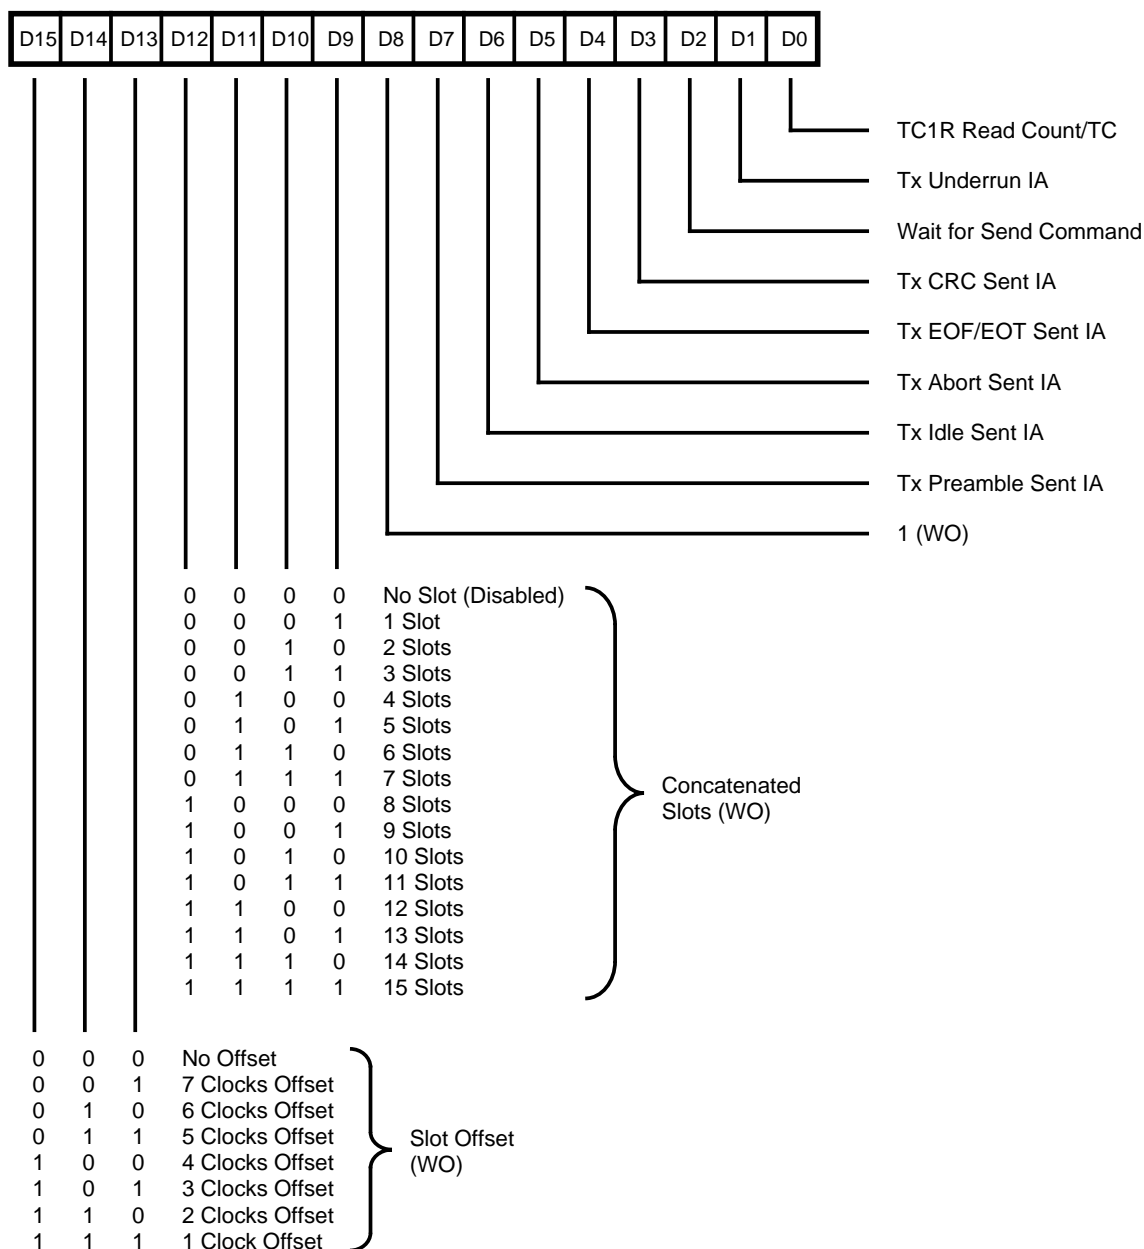 D15 D14 D13 D12 D11 D10 D9 D8 D7 D6 D5 D4 D3 D2 D1 D0
TC1R Read Count/TC
Tx Underrun IA
Wait for Send Command
Tx CRC Sent IA
Tx EOF/EOT Sent IA
Tx Abort Sent IA
Tx Idle Sent IA
Tx Preamble Sent IA
1 (WO)
0 0 0 0 No Slot (Disabled)
0 0 0 1 1 Slot
0 0 1 0 2 Slots
0 0 1 1 3 Slots
0 1 0 0 4 Slots
0 1 0 1 5 Slots
0 1 1 0 6 Slots
0 1 1 1 7 Slots
1 0 0 0 8 Slots
1 0 0 1 9 Slots
1 0 1 0 10 Slots
1 0 1 1 11 Slots
1 1 0 0 12 Slots
1 1 0 1 13 Slots
1 1 1 0 14 Slots
1 1 1 1 15 Slots
Concatenated
Slots (WO)
0 0 0 No Offset
0 0 1 7 Clocks Offset
0 1 0 6 Clocks Offset
0 1 1 5 Clocks Offset
1 0 0 4 Clocks Offset
1 0 1 3 Clocks Offset
1 1 0 2 Clocks Offset
1 1 1 1 Clock Offset
Slot Offset
(WO)